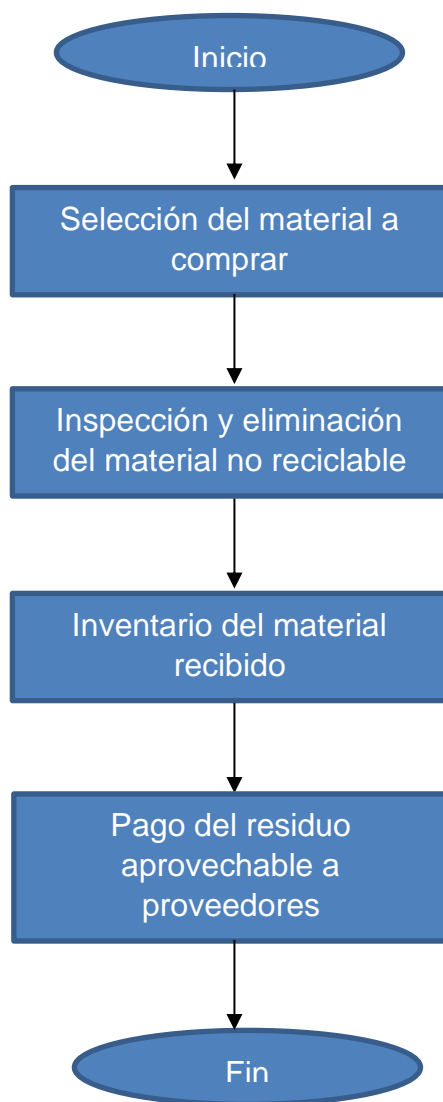 Inicio
Selección del material a
comprar
Inspección y eliminación
del material no reciclable
Inventario del material
recibido
Pago del residuo
aprovechable a
proveedores
Fin